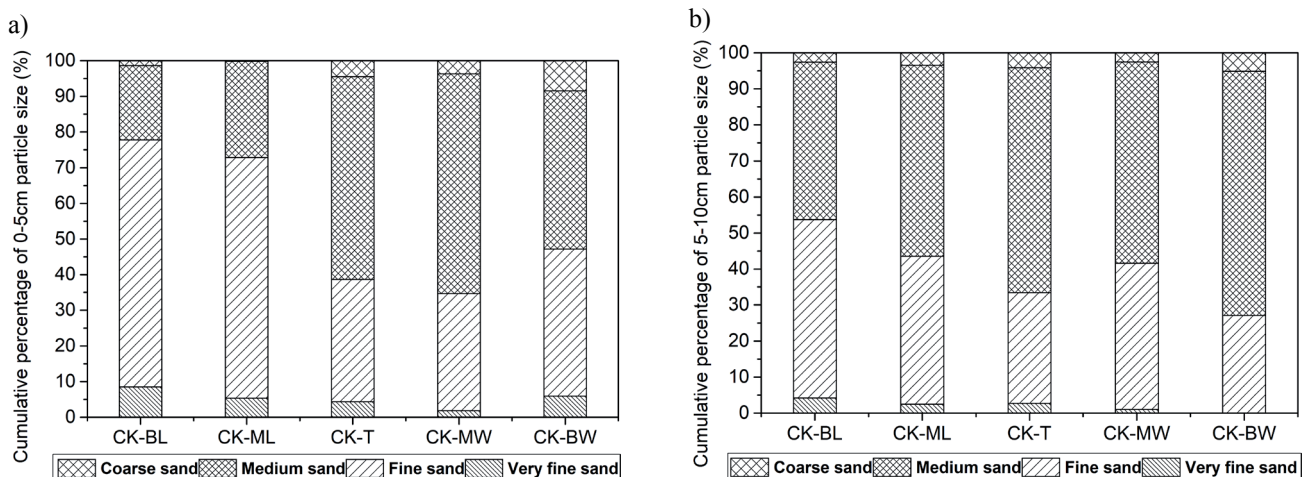 a)
Cumulative percentage of 0-5cm particle size (%)
100
90
80
70
60
50
40
30
20
10
0
CK-BL CK-ML CK-T CK-MW CK-BW
Coarse sand Medium sand Fine sand Very fine sand
b)
Cumulative percentage of 5-10cm particle size (%)
100
90
80
70
60
50
40
30
20
10
0
CK-BL CK-ML CK-T CK-MW CK-BW
Coarse sand Medium sand Fine sand Very fine sand